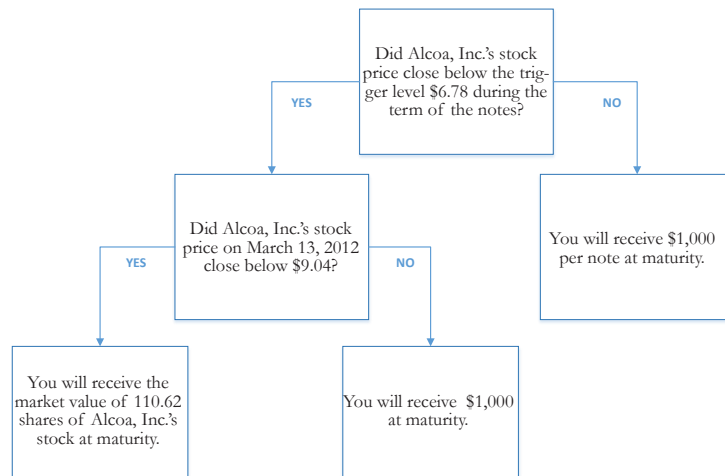 Did Alcoa, Inc.'s stock
price close below the trig-
ger level $6.78 during the
term of the notes?
YES
NO
Did Alcoa, Inc.'s stock
price on March 13, 2012
close below $9.04?
You will receive $1,000
per note at maturity.
YES
NO
You will receive the
market value of 110.62
shares of Alcoa, Inc.'s
stock at maturity.
You will receive $1,000
at maturity.